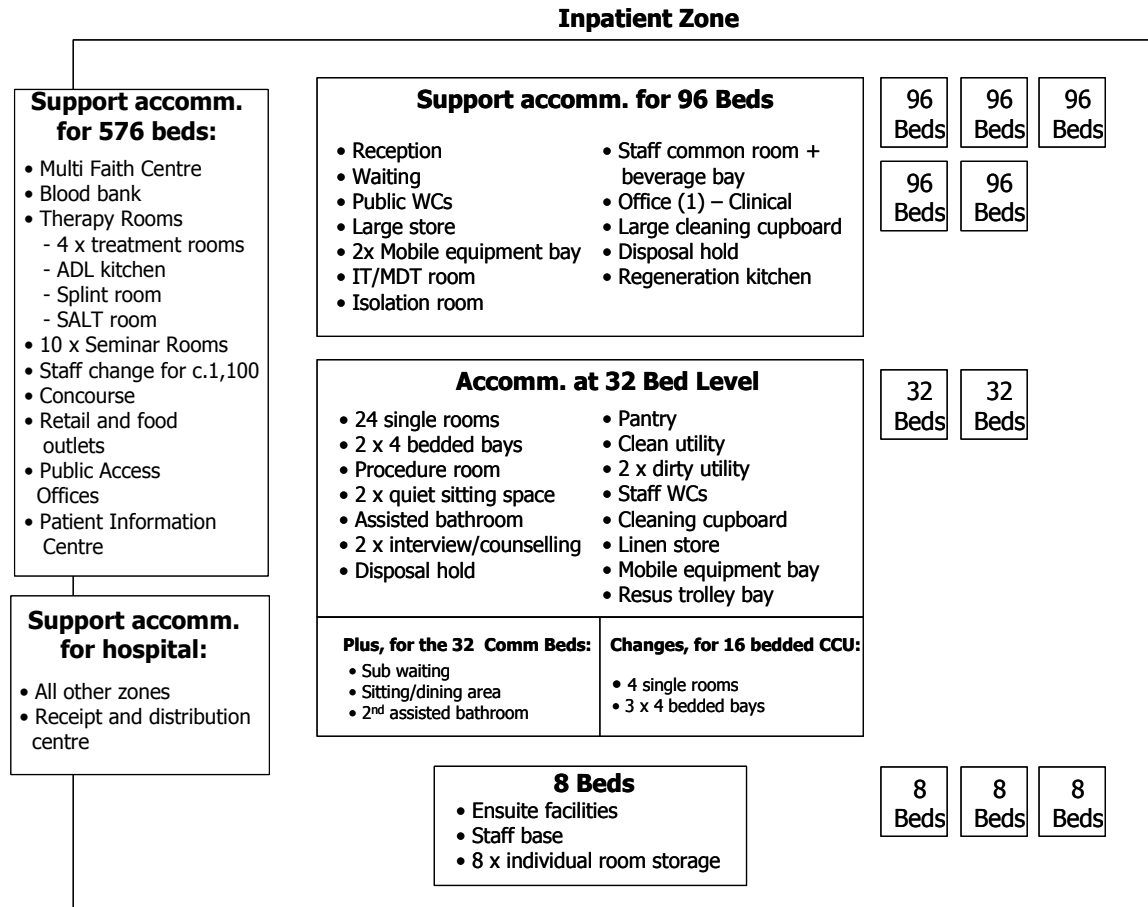 Inpatient Zone
Support accomm.
for 576 beds:
• Multi Faith Centre
• Blood bank
• Therapy Rooms
- 4 x treatment rooms
- ADL kitchen
- Splint room
- SALT room
• 10 x Seminar Rooms
• Staff change for c.1,100
• Concourse
• Retail and food
outlets
• Public Access
Offices
• Patient Information
Centre
Support accomm.
for hospital:
• All other zones
• Receipt and distribution
centre
Support accomm. for 96 Beds
• Reception
• Waiting
• Public WCs
• Large store
• 2x Mobile equipment bay
• IT/MDT room
• Isolation room
• Staff common room +
beverage bay
• Office (1) – Clinical
• Large cleaning cupboard
• Disposal hold
• Regeneration kitchen
96
Beds
96
Beds
96
Beds
96
Beds
96
Beds
Accomm. at 32 Bed Level
• 24 single rooms
• 2 x 4 bedded bays
• Procedure room
• 2 x quiet sitting space
• Assisted bathroom
• 2 x interview/counselling
• Disposal hold
• Pantry
• Clean utility
• 2 x dirty utility
• Staff WCs
• Cleaning cupboard
• Linen store
• Mobile equipment bay
• Resus trolley bay
Plus, for the 32 Comm Beds:
• Sub waiting
• Sitting/dining area
• 2nd assisted bathroom
Changes, for 16 bedded CCU:
• 4 single rooms
• 3 x 4 bedded bays
32
Beds
32
Beds
8 Beds
• Ensuite facilities
• Staff base
• 8 x individual room storage
8
Beds
8
Beds
8
Beds